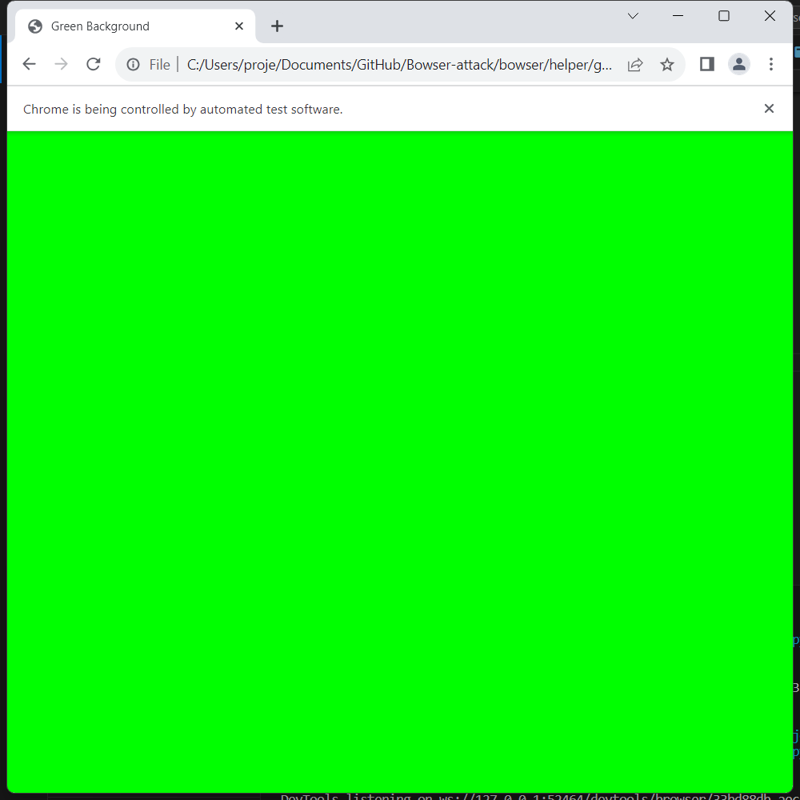 Green Background
File
C:/Users/proje/Documents/GitHub/Bowser-attack/bowser/helper/g...
Chrome is being controlled by automated test software.
DevTools listening on ws://127.0.0.1:52464/devtools/browser/33bd88db-aec